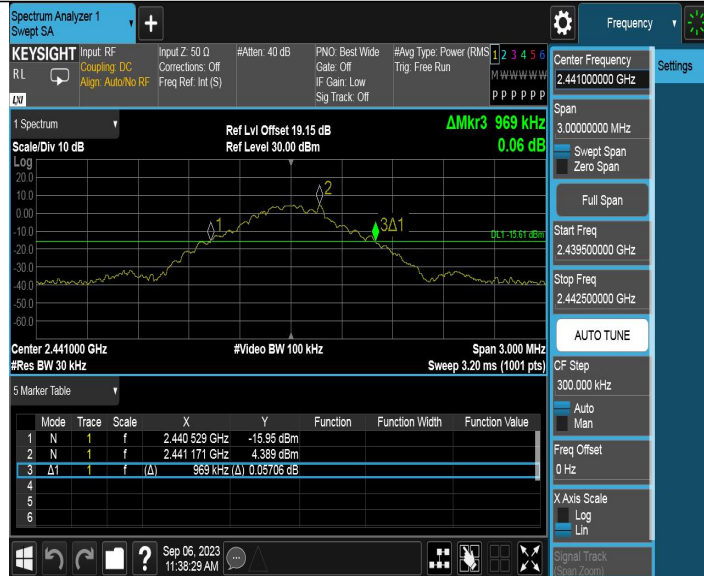 Spectrum Analyzer 1
Swept SA
+
Frequency
KEYSIGHT
RL
LXI
Input: RF
Coupling: DC
Align: Auto/No RF
Input Z: 50 Ω
Corrections: Off
Freq Ref: Int (S)
#Atten: 40 dB
PNO: Best Wide
Gate: Off
IF Gain: Low
Sig Track: Off
#Avg Type: Power (RMS
Trig: Free Run
1 2 3 4 5 6
M W W W W W
P P P P P P
1 Spectrum
Scale/Div 10 dB
Ref Lvl Offset 19.15 dB
Ref Level 30.00 dBm
ΔMkr3 969 kHz
0.06 dB
Log
20.0
10.0
0.00
-10.0
-20.0
-30.0
-40.0
-50.0
-60.0
1
2
3Δ1
DL1 -15.61 dBm
Center 2.441000 GHz
#Res BW 30 kHz
#Video BW 100 kHz
Span 3.000 MHz
Sweep 3.20 ms (1001 pts)
5 Marker Table
Mode Trace Scale X Y Function Function Width Function Value
1 N 1 f 2.440 529 GHz -15.95 dBm
2 N 1 f 2.441 171 GHz 4.389 dBm
3 Δ1 1 f (Δ) 969 kHz (Δ) 0.05706 dB
4
5
6
Center Frequency
2.441000000 GHz
Settings
Span
3.00000000 MHz
Swept Span
Zero Span
Full Span
Start Freq
2.439500000 GHz
Stop Freq
2.442500000 GHz
AUTO TUNE
CF Step
300.000 kHz
Auto
Man
Freq Offset
0 Hz
X Axis Scale
Log
Lin
Signal Track
(Span Zoom)
?
Sep 06, 2023
11:38:29 AM